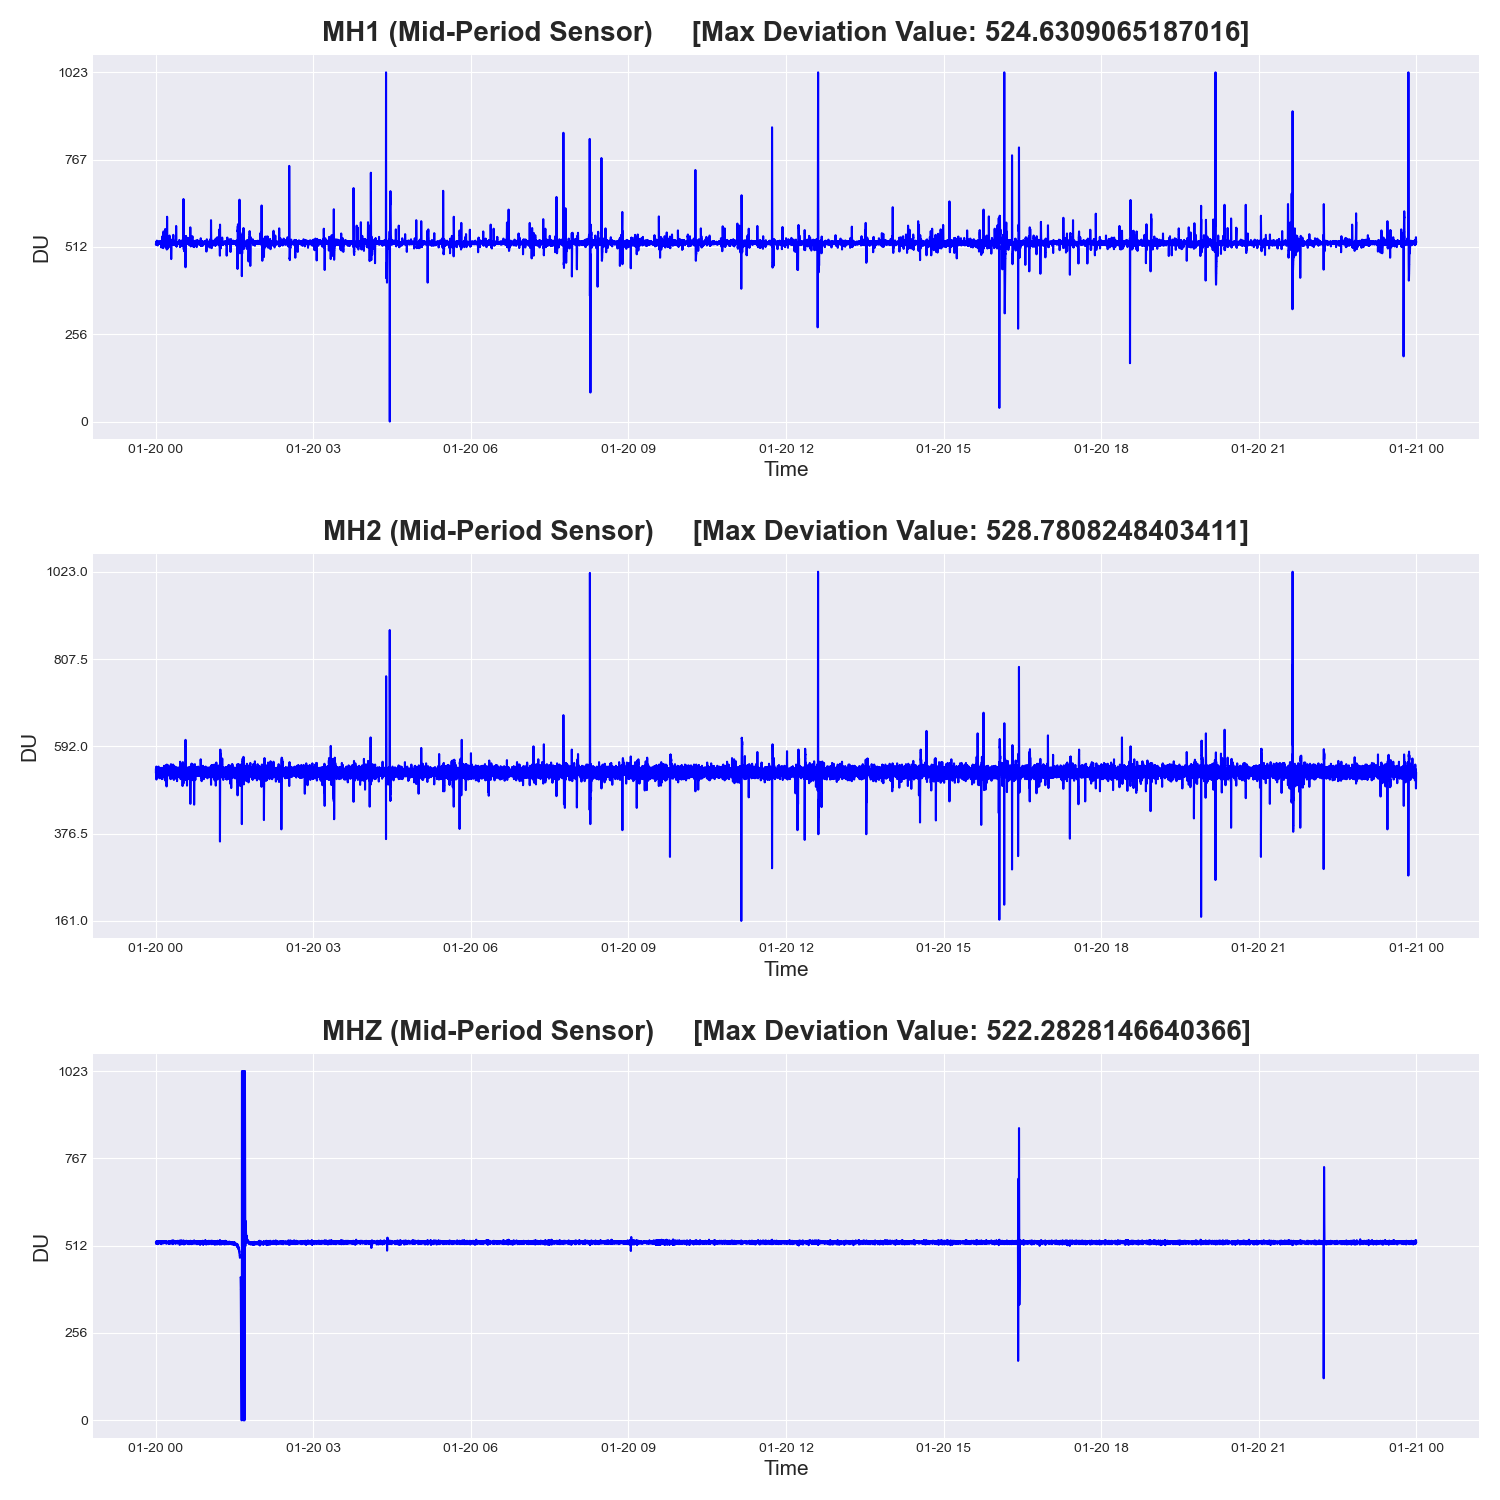 MH1 (Mid-Period Sensor) [Max Deviation Value: 524.6309065187016]
1023
767
512
256
0
DU
01-20 00 01-20 03 01-20 06 01-20 09 01-20 12 01-20 15 01-20 18 01-20 21 01-21 00
Time
MH2 (Mid-Period Sensor) [Max Deviation Value: 528.7808248403411]
1023.0
807.5
592.0
376.5
161.0
DU
01-20 00 01-20 03 01-20 06 01-20 09 01-20 12 01-20 15 01-20 18 01-20 21 01-21 00
Time
MHZ (Mid-Period Sensor) [Max Deviation Value: 522.2828146640366]
1023
767
512
256
0
DU
01-20 00 01-20 03 01-20 06 01-20 09 01-20 12 01-20 15 01-20 18 01-20 21 01-21 00
Time